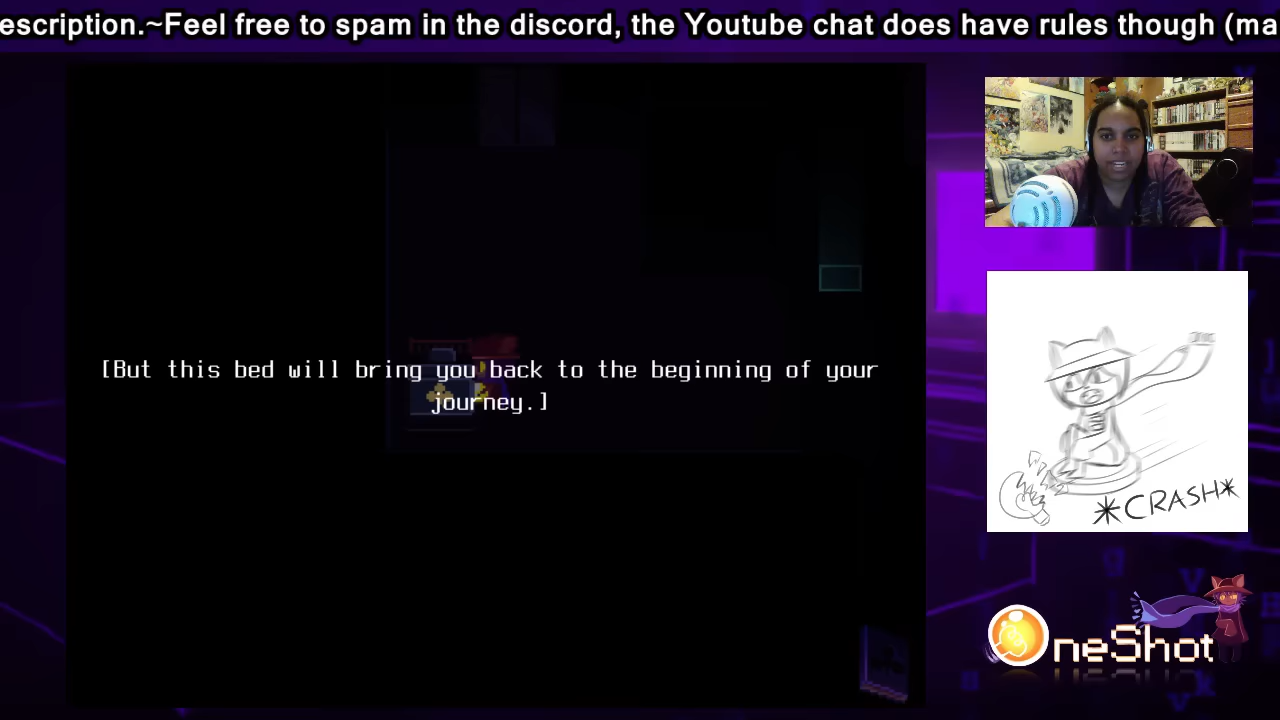 escription.~Feel free to spam in the discord, the Youtube chat does have rules though (ma
[But this bed will bring you back to the beginning of your
journey.]
*CRASH*
OneShot